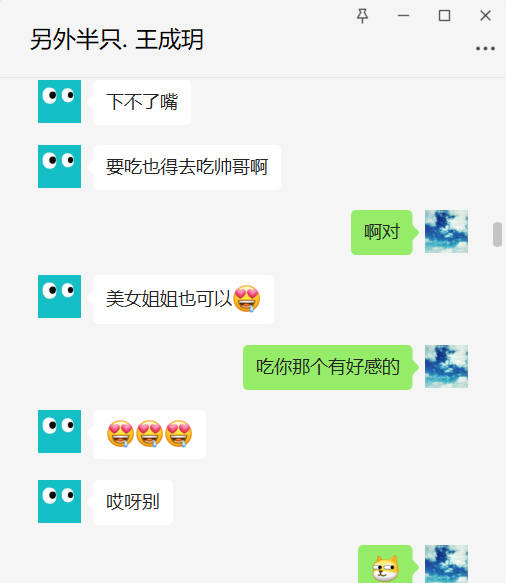 另外半只. 王成玥
下不了嘴
要吃也得去吃帅哥啊
啊对
美女姐姐也可以
吃你那个有好感的
哎呀别